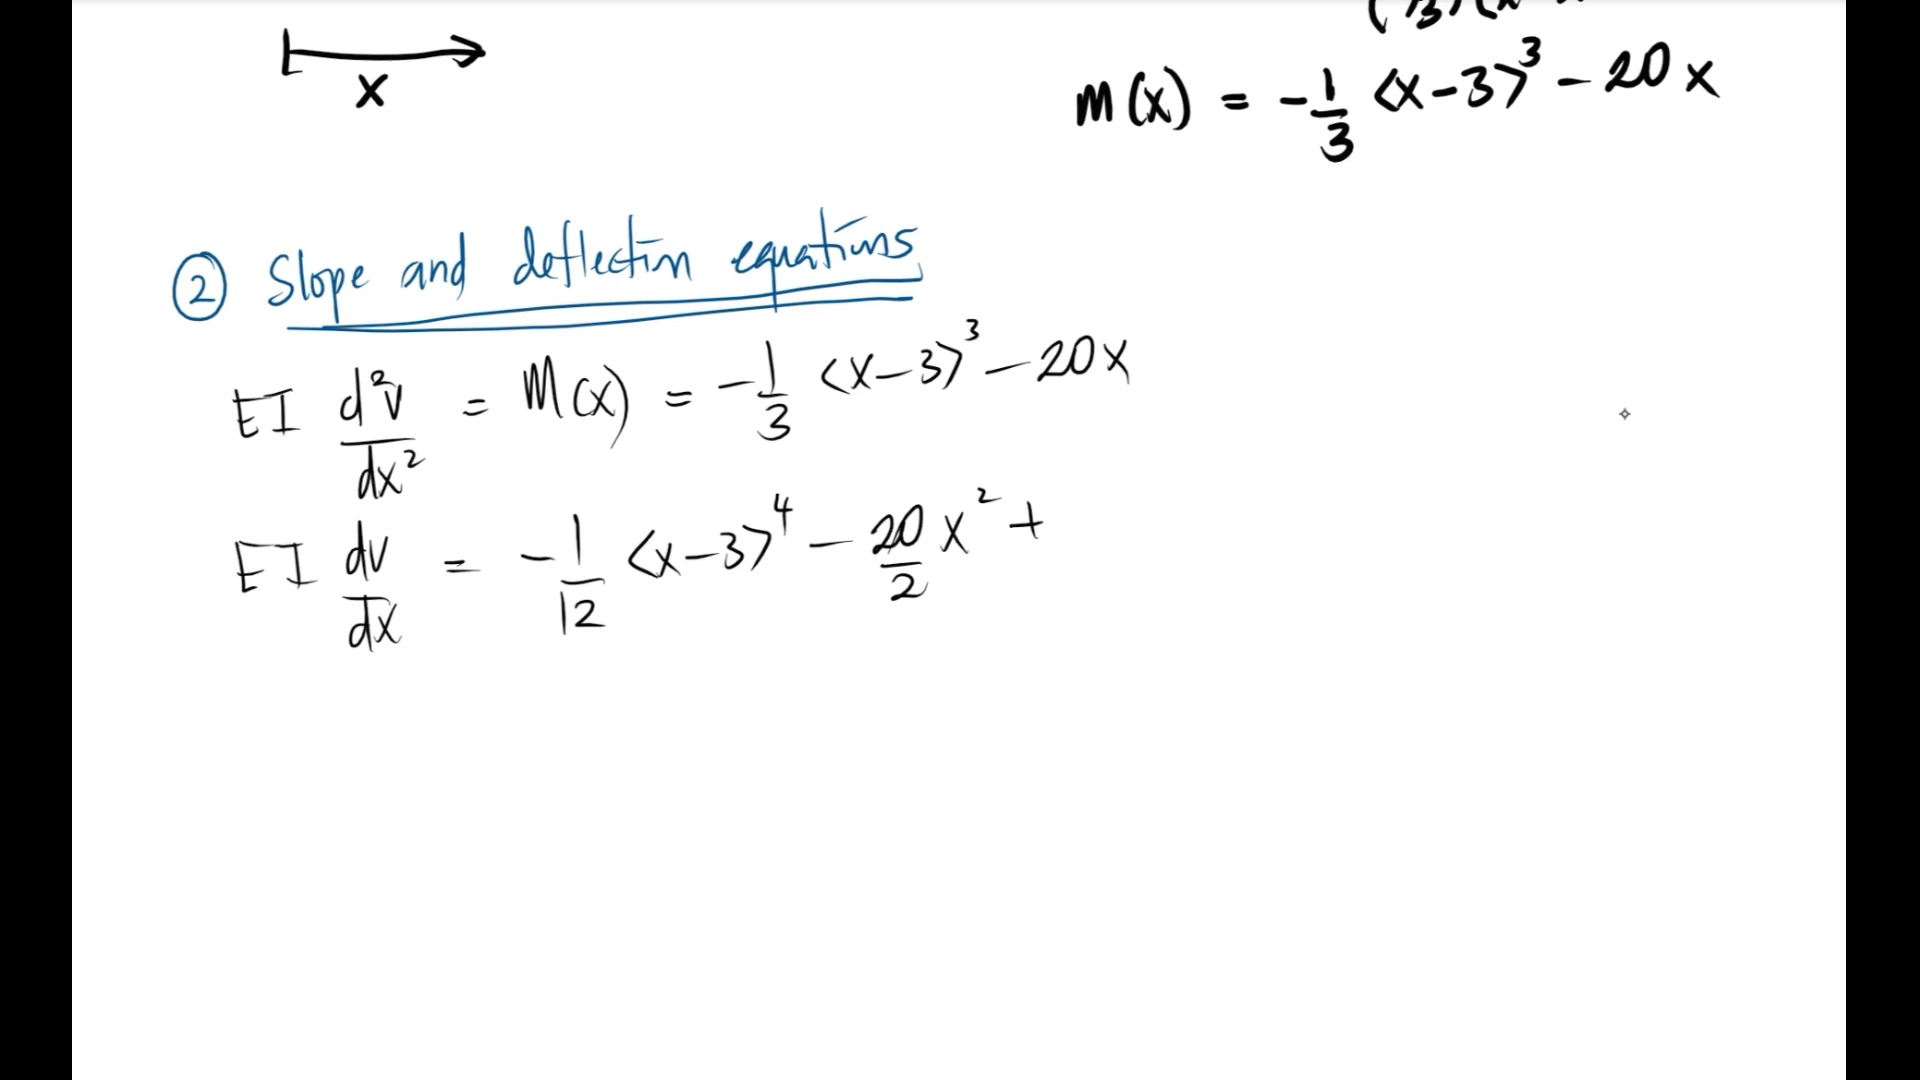 x
m(x) = -1/3 <x-3>³ - 20x
② Slope and deflection equations
EI d²v/dx² = M(x) = -1/3 <x-3>³ - 20x
EI dv/dx = -1/12 <x-3>⁴ - 20/2 x² +